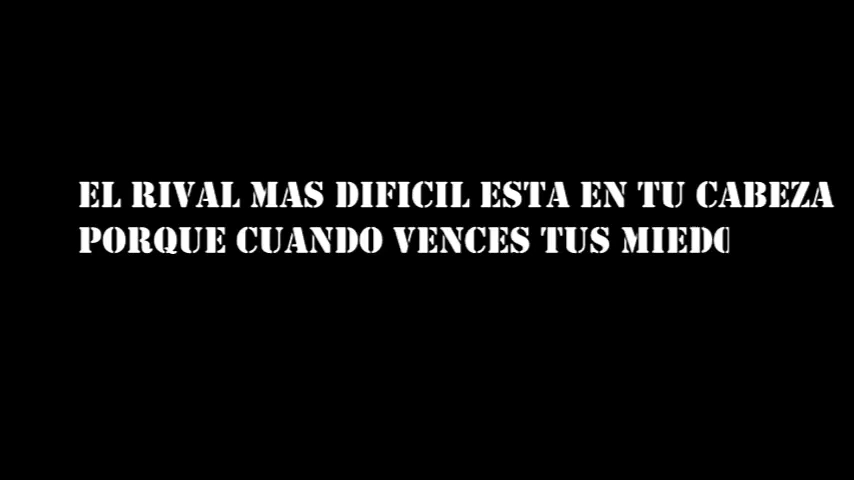 EL RIVAL MAS DIFICIL ESTA EN TU CABEZA
PORQUE CUANDO VENCES TUS MIEDO